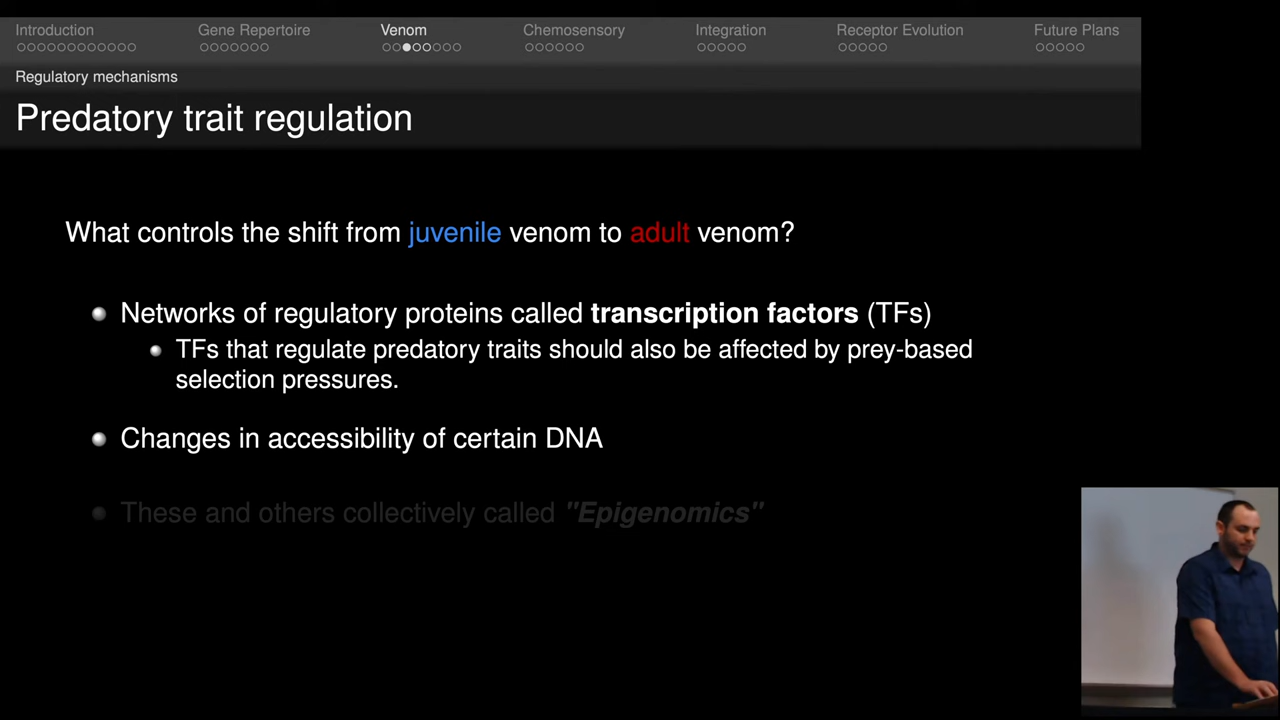 Introduction Gene Repertoire Venom Chemosensory Integration Receptor Evolution Future Plans
Regulatory mechanisms
Predatory trait regulation
What controls the shift from juvenile venom to adult venom?
Networks of regulatory proteins called transcription factors (TFs)
TFs that regulate predatory traits should also be affected by prey-based
selection pressures.
Changes in accessibility of certain DNA
These and others collectively called "Epigenomics"